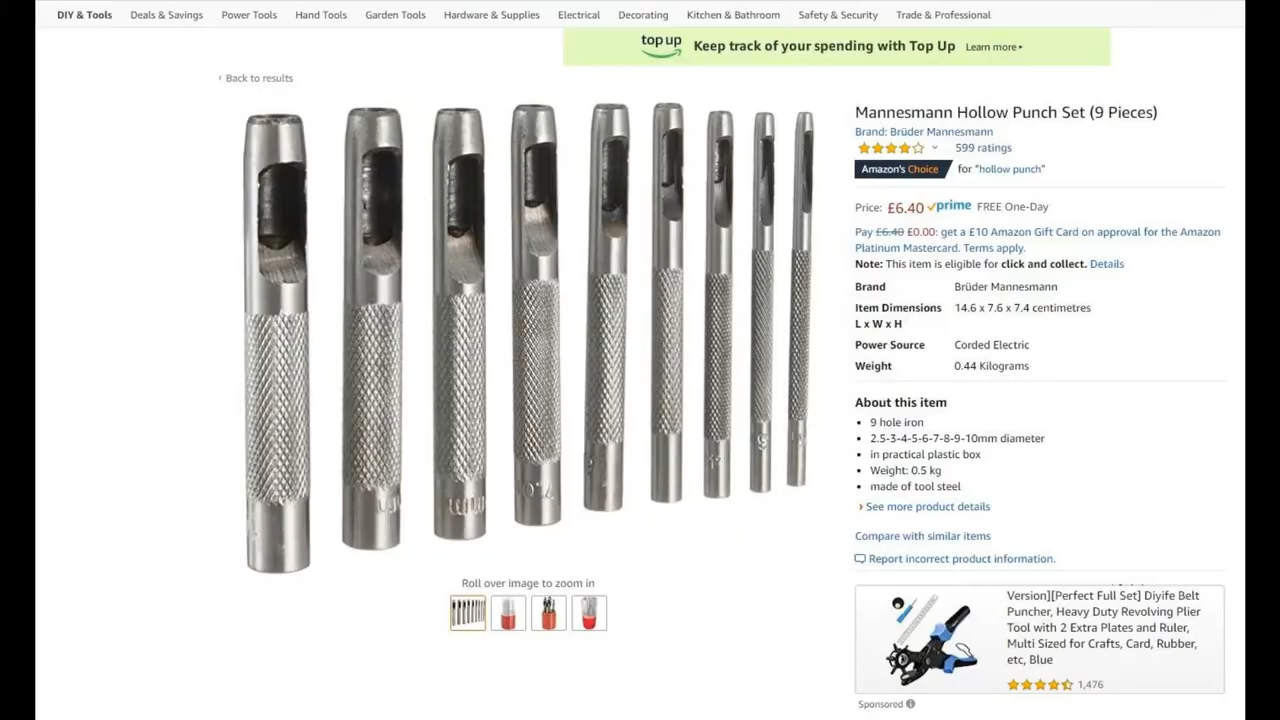 DIY & Tools Deals & Savings Power Tools Hand Tools Garden Tools Hardware & Supplies Electrical Decorating Kitchen & Bathroom Safety & Security Trade & Professional
top up Keep track of your spending with Top Up Learn more ▸
‹ Back to results
Mannesmann Hollow Punch Set (9 Pieces)
Brand: Brüder Mannesmann
599 ratings
Amazon's Choice for "hollow punch"
Price: £6.40 prime FREE One-Day
Pay £6.40 £0.00: get a £10 Amazon Gift Card on approval for the Amazon
Platinum Mastercard. Terms apply.
Note: This item is eligible for click and collect. Details
Brand Brüder Mannesmann
Item Dimensions 14.6 x 7.6 x 7.4 centimetres
L x W x H
Power Source Corded Electric
Weight 0.44 Kilograms
About this item
• 9 hole iron
• 2.5-3-4-5-6-7-8-9-10mm diameter
• in practical plastic box
• Weight: 0.5 kg
• made of tool steel
› See more product details
Compare with similar items
Report incorrect product information.
Roll over image to zoom in
Version][Perfect Full Set] Diyife Belt
Puncher, Heavy Duty Revolving Plier
Tool with 2 Extra Plates and Ruler,
Multi Sized for Crafts, Card, Rubber,
etc, Blue
1,476
Sponsored